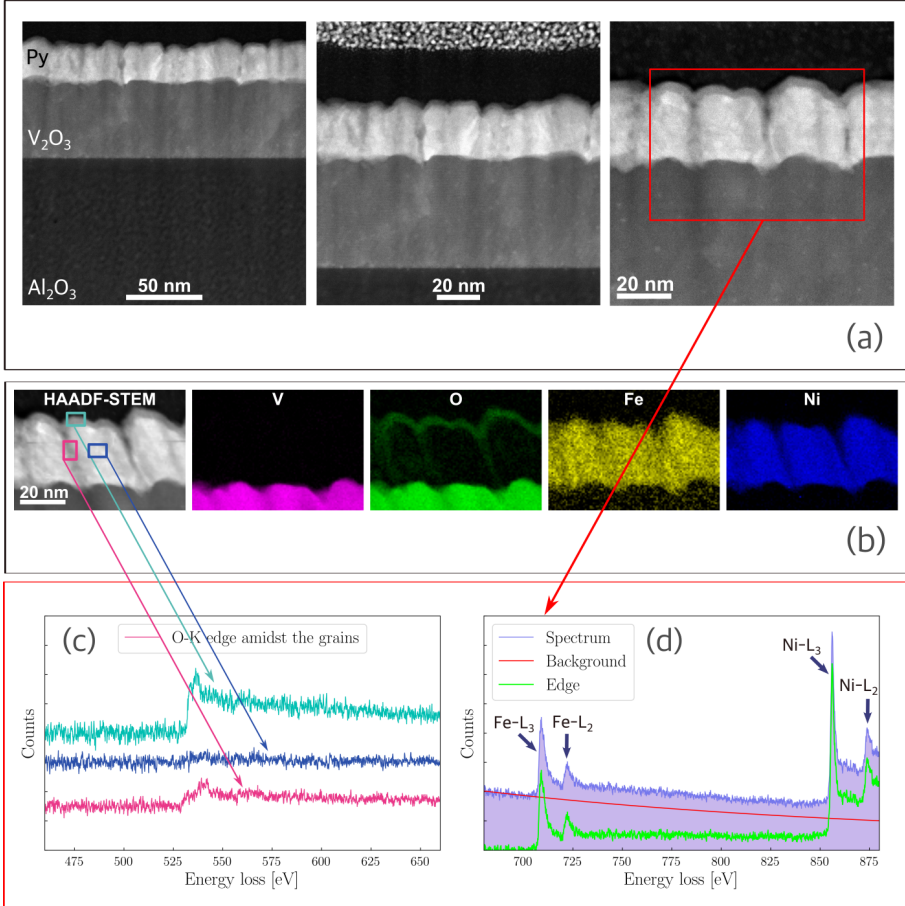 Py
V₂O₃
Al₂O₃
50 nm
20 nm
20 nm
(a)
HAADF-STEM
V
O
Fe
Ni
20 nm
(b)
(c)
O-K edge amidst the grains
Counts
475 500 525 550 575 600 625 650
Energy loss [eV]
(d)
Spectrum
Background
Edge
Ni-L₃
Ni-L₂
Fe-L₃
Fe-L₂
Counts
700 725 750 775 800 825 850 875
Energy loss [eV]